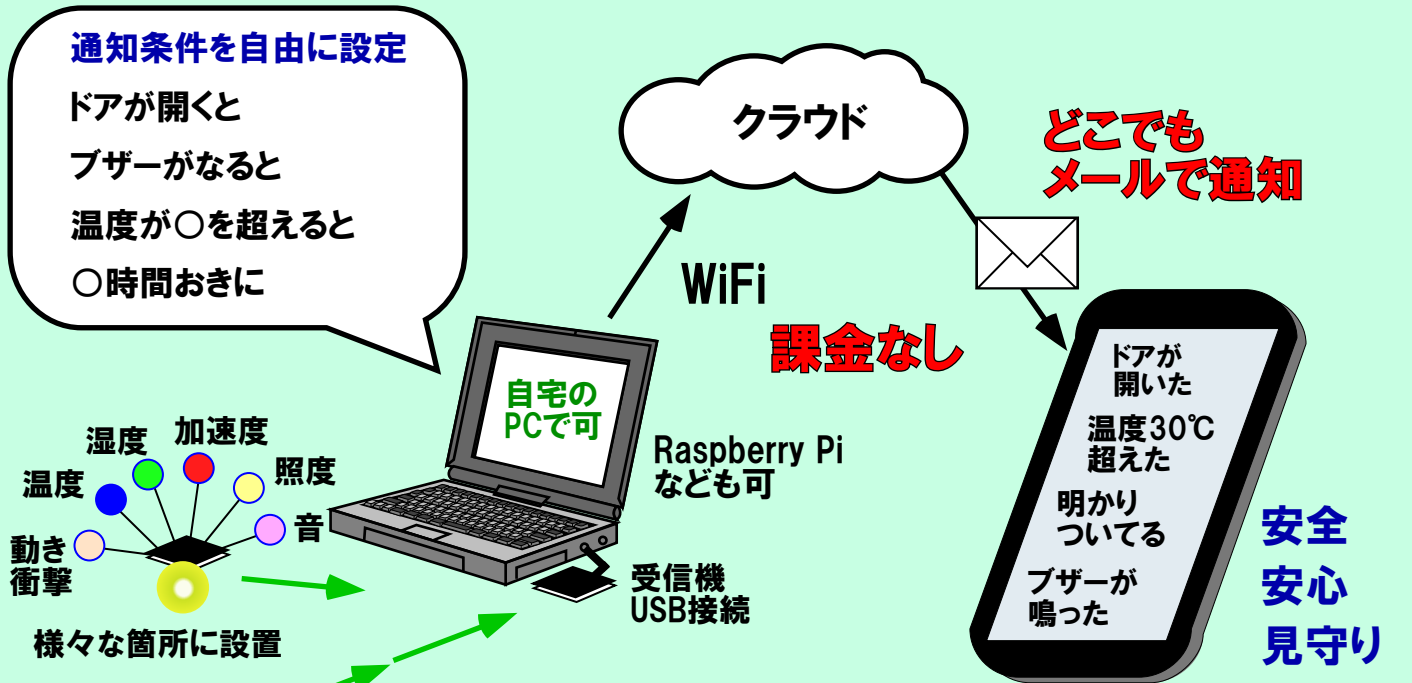 通知条件を自由に設定
ドアが開くと
ブザーがなると
温度が○を超えると
○時間おきに
クラウド
どこでも
メールで通知
WiFi
課金なし
自宅の
PCで可
Raspberry Pi
なども可
受信機
USB接続
加速度
湿度
照度
温度
音
動き
衝撃
様々な箇所に設置
ドアが
開いた
温度30℃
超えた
明かり
ついてる
ブザーが
鳴った
安全
安心
見守り